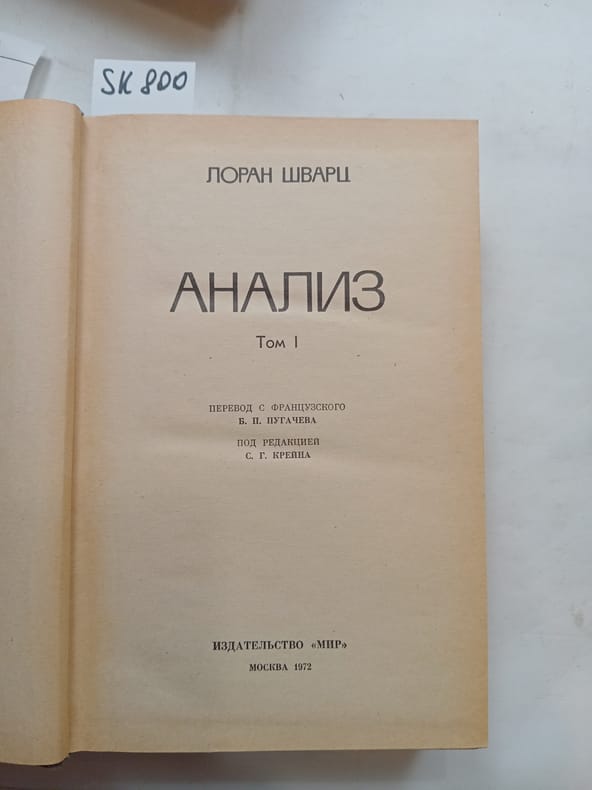 SK 800
ЛОРАН ШВАРЦ
АНАЛИЗ
Том I
ПЕРЕВОД С ФРАНЦУЗСКОГО
Б. П. ПУГАЧЕВА
ПОД РЕДАКЦИЕЙ
С. Г. КРЕЙНА
ИЗДАТЕЛЬСТВО «МИР»
МОСКВА 1972